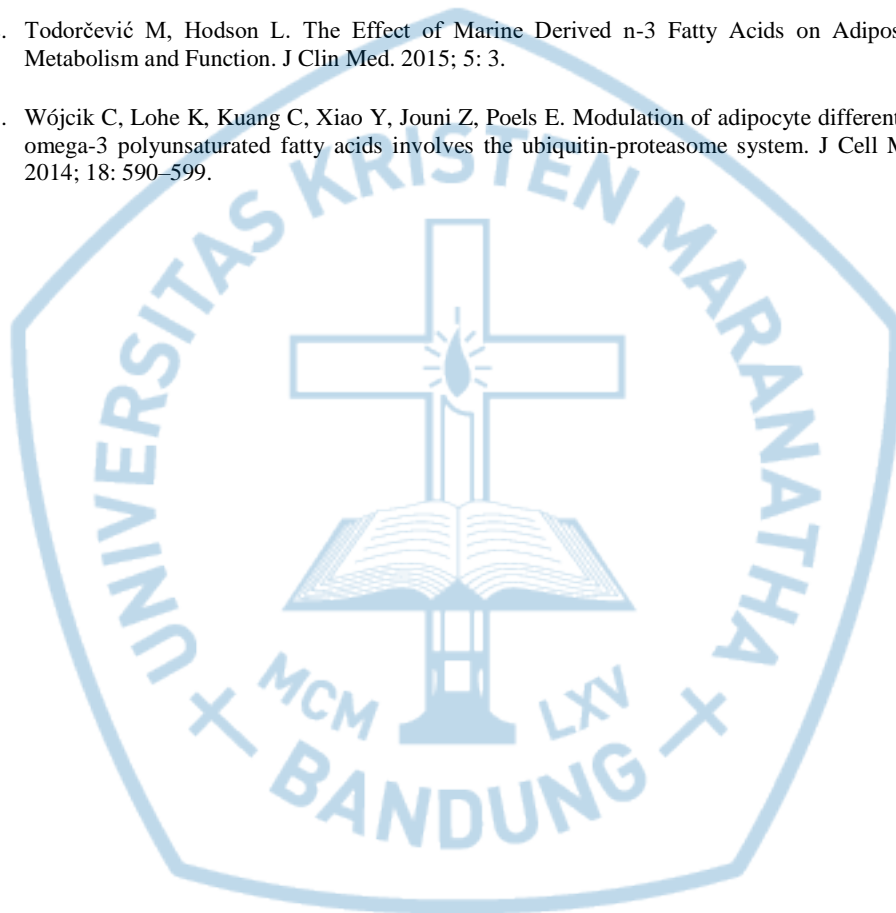 . Todorčević M, Hodson L. The Effect of Marine Derived n-3 Fatty Acids on
Metabolism and Function. J Clin Med. 2015; 5: 3.
. Wójcik C, Lohe K, Kuang C, Xiao Y, Jouni Z, Poels E. Modulation of adipocyte
omega-3 polyunsaturated fatty acids involves the ubiquitin-proteasome system. J Cell
2014; 18: 590–599.
UNIVERSITAS KRISTEN MARANATHA
MCM LXV
BANDUNG